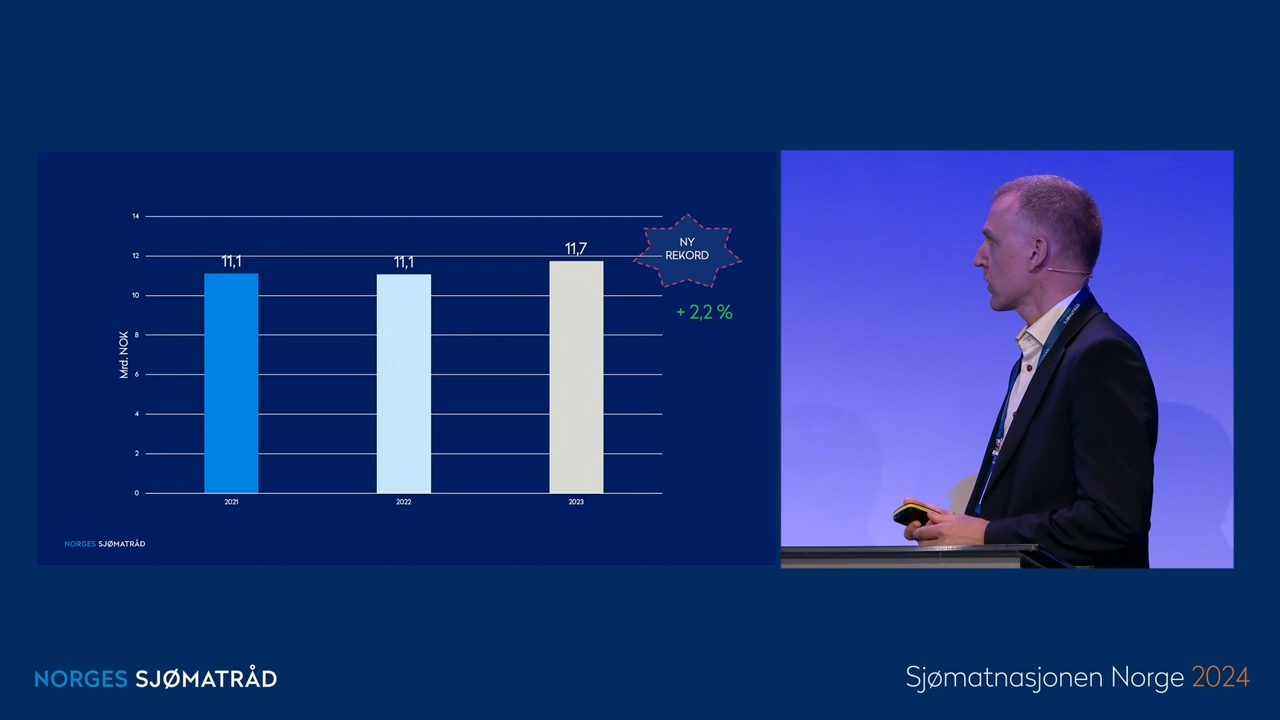 14
12
10
8
6
4
2
0
Mrd. NOK
11,1
11,1
11,7
2021
2022
2023
NY
REKORD
+ 2,2 %
NORGES SJØMATRÅD
NORGES SJØMATRÅD
Sjømatnasjonen Norge 2024